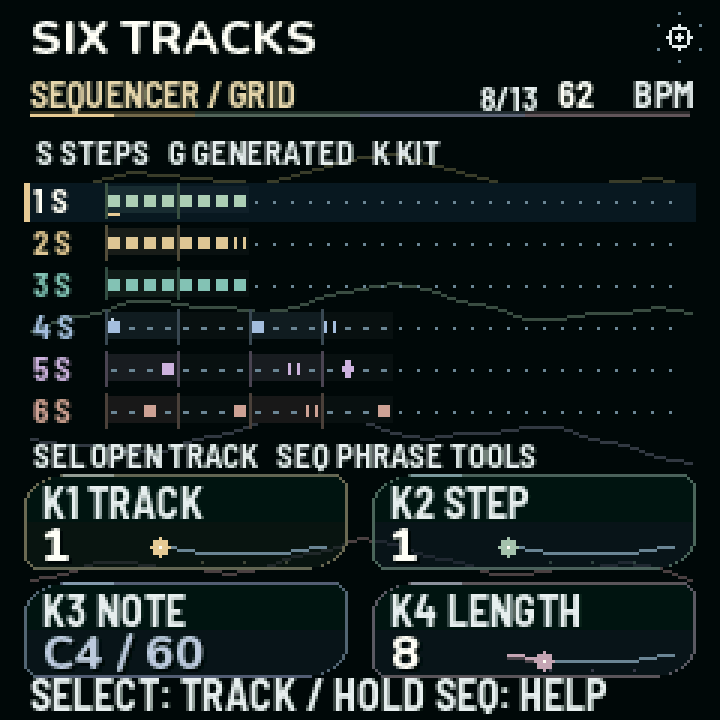 SIX TRACKS
SEQUENCER / GRID 8/13 62 BPM
S STEPS G GENERATED K KIT
1 S
2 S
3 S
4 S
5 S
6 S
SEL OPEN TRACK SEQ PHRASE TOOLS
K1 TRACK
1
K2 STEP
1
K3 NOTE
C4 / 60
K4 LENGTH
8
SELECT: TRACK / HOLD SEQ: HELP